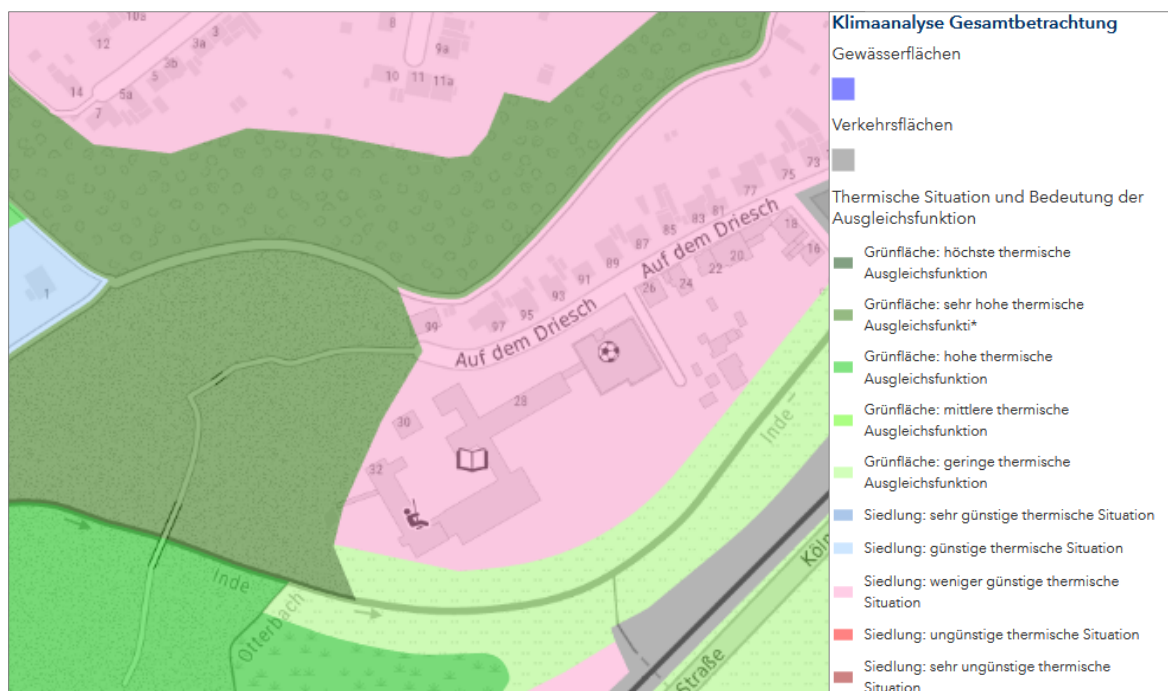 10a
12
3
3a
3b
5
5a
14
7
8
9a
10
11
11a
1
73
75
77
81
83
85
87
89
91
93
95
97
99
Auf dem Driesch
Auf dem Driesch
18
16
20
22
24
26
28
30
32
Inde
Inde
Otterbach
Straße
Köln
Klimaanalyse Gesamtbetrachtung
Gewässerflächen
Verkehrsflächen
Thermische Situation und Bedeutung der
Ausgleichsfunktion
Grünfläche: höchste thermische
Ausgleichsfunktion
Grünfläche: sehr hohe thermische
Ausgleichsfunkti*
Grünfläche: hohe thermische
Ausgleichsfunktion
Grünfläche: mittlere thermische
Ausgleichsfunktion
Grünfläche: geringe thermische
Ausgleichsfunktion
Siedlung: sehr günstige thermische Situation
Siedlung: günstige thermische Situation
Siedlung: weniger günstige thermische
Situation
Siedlung: ungünstige thermische Situation
Siedlung: sehr ungünstige thermische
Situation